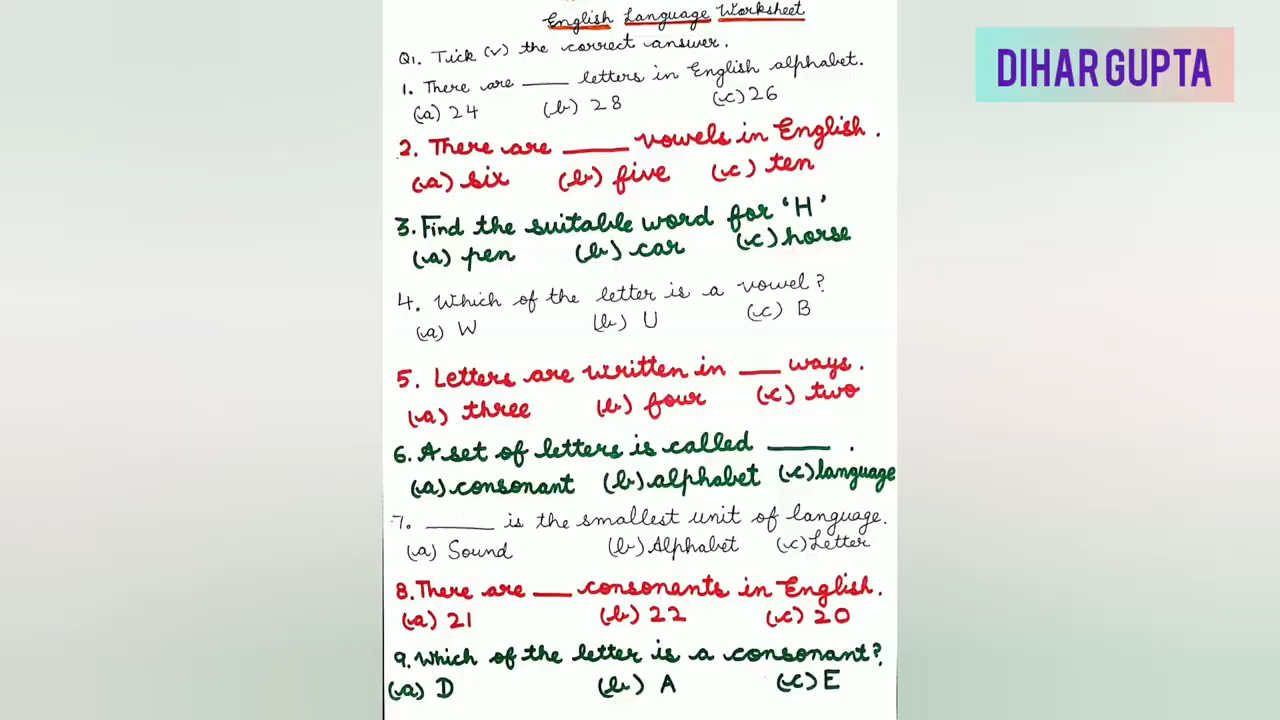 English Language Worksheet
DIHAR GUPTA
Q1. Tick (✓) the correct answer.
1. There are ____ letters in English alphabet.
(a) 24 (b) 28 (c) 26
2. There are ____ vowels in English.
(a) six (b) five (c) ten
3. Find the suitable word for 'H'
(a) pen (b) car (c) horse
4. Which of the letter is a vowel?
(a) W (b) U (c) B
5. Letters are written in ___ ways.
(a) three (b) four (c) two
6. A set of letters is called ____ .
(a) consonant (b) alphabet (c) language
7. ____ is the smallest unit of language.
(a) Sound (b) Alphabet (c) Letter
8. There are ___ consonants in English.
(a) 21 (b) 22 (c) 20
9. Which of the letter is a consonant?
(a) D (b) A (c) E